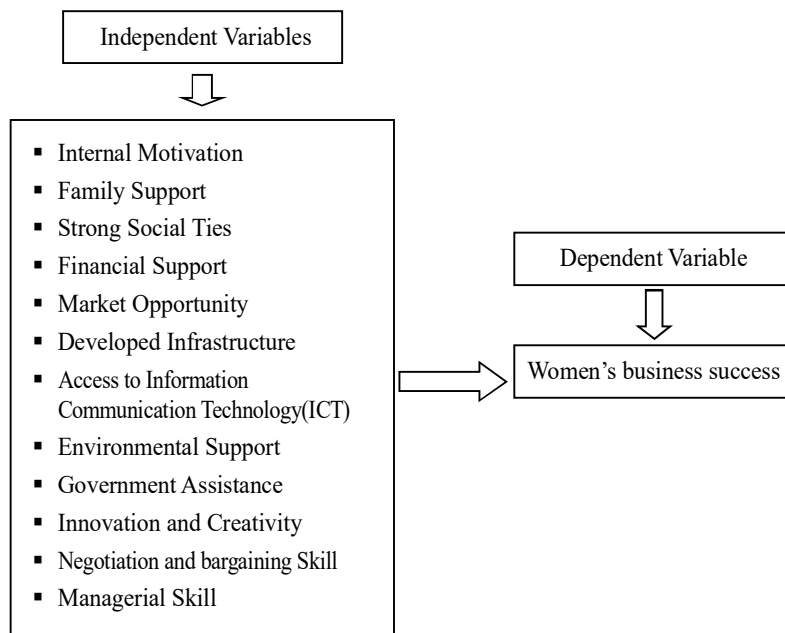 Independent Variables
▪ Internal Motivation
▪ Family Support
▪ Strong Social Ties
▪ Financial Support
▪ Market Opportunity
▪ Developed Infrastructure
▪ Access to Information
Communication Technology(ICT)
▪ Environmental Support
▪ Government Assistance
▪ Innovation and Creativity
▪ Negotiation and bargaining Skill
▪ Managerial Skill
Dependent Variable
Women’s business success